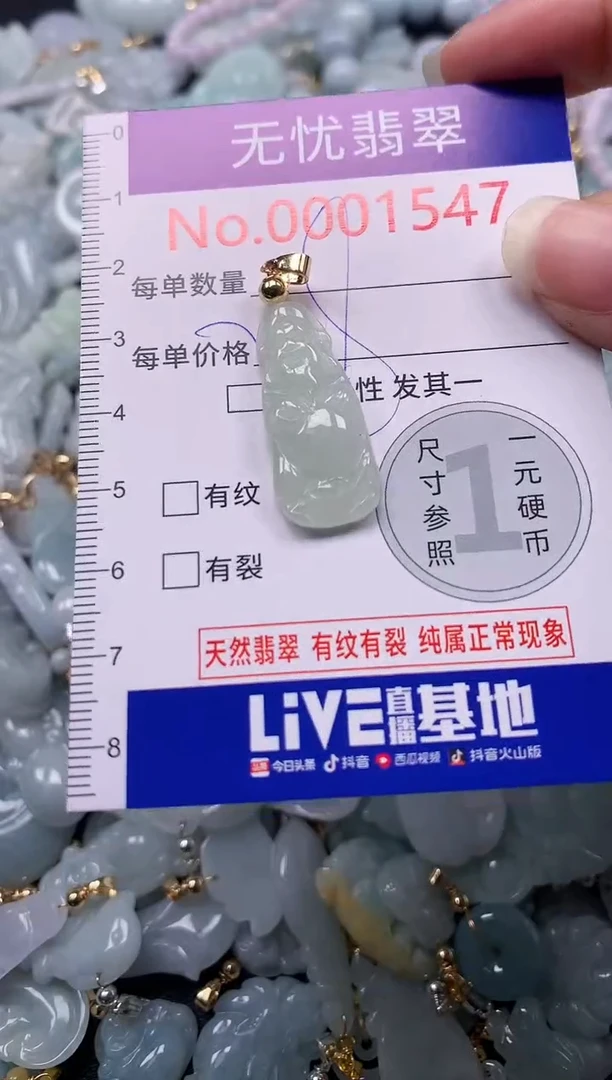 无忧翡翠
No.0001547
每单数量
每单价格
性发其一
有纹
有裂
尺寸参照
1
一元硬币
天然翡翠 有纹有裂 纯属正常现象
LiVE直播基地
今日头条 抖音 西瓜视频 抖音火山版
0
1
2
3
4
5
6
7
8